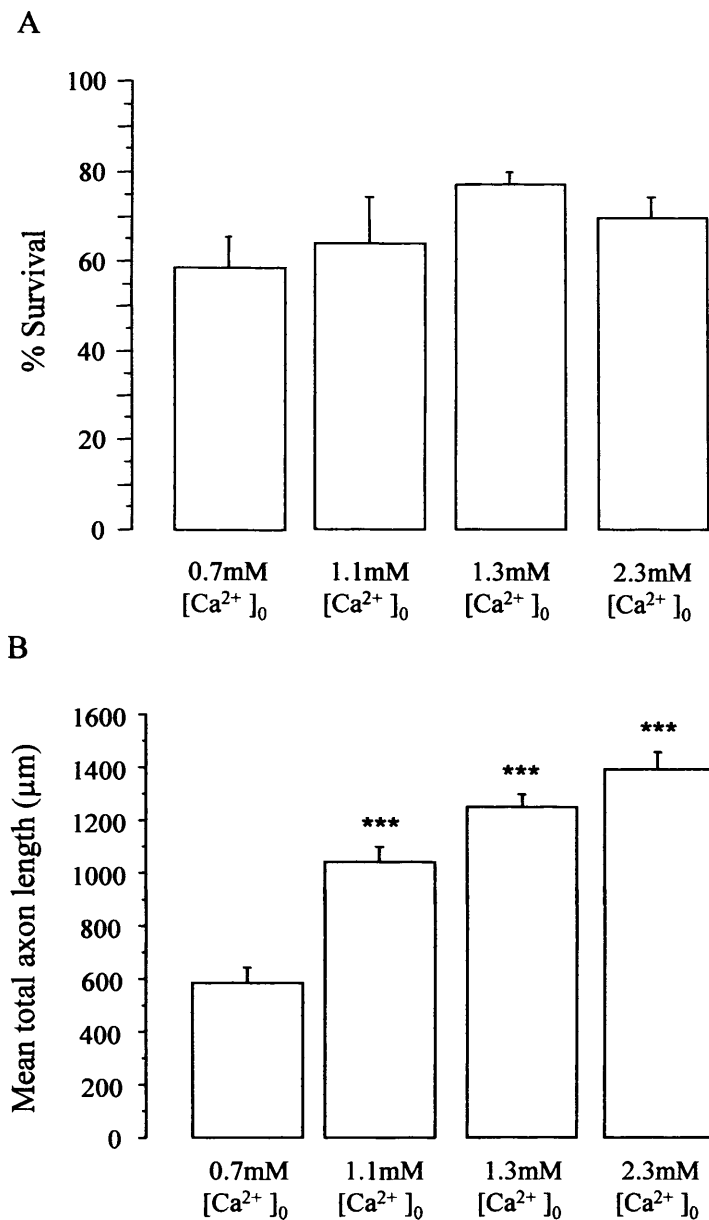 A
% Survival
100
80
60
40
20
0
0.7mM 1.1mM 1.3mM 2.3mM
[Ca²⁺ ]₀ [Ca²⁺ ]₀ [Ca²⁺ ]₀ [Ca²⁺ ]₀
B
Mean total axon length (µm)
1600
1400
1200
1000
800
600
400
200
0
*** *** ***
0.7mM 1.1mM 1.3mM 2.3mM
[Ca²⁺ ]₀ [Ca²⁺ ]₀ [Ca²⁺ ]₀ [Ca²⁺ ]₀